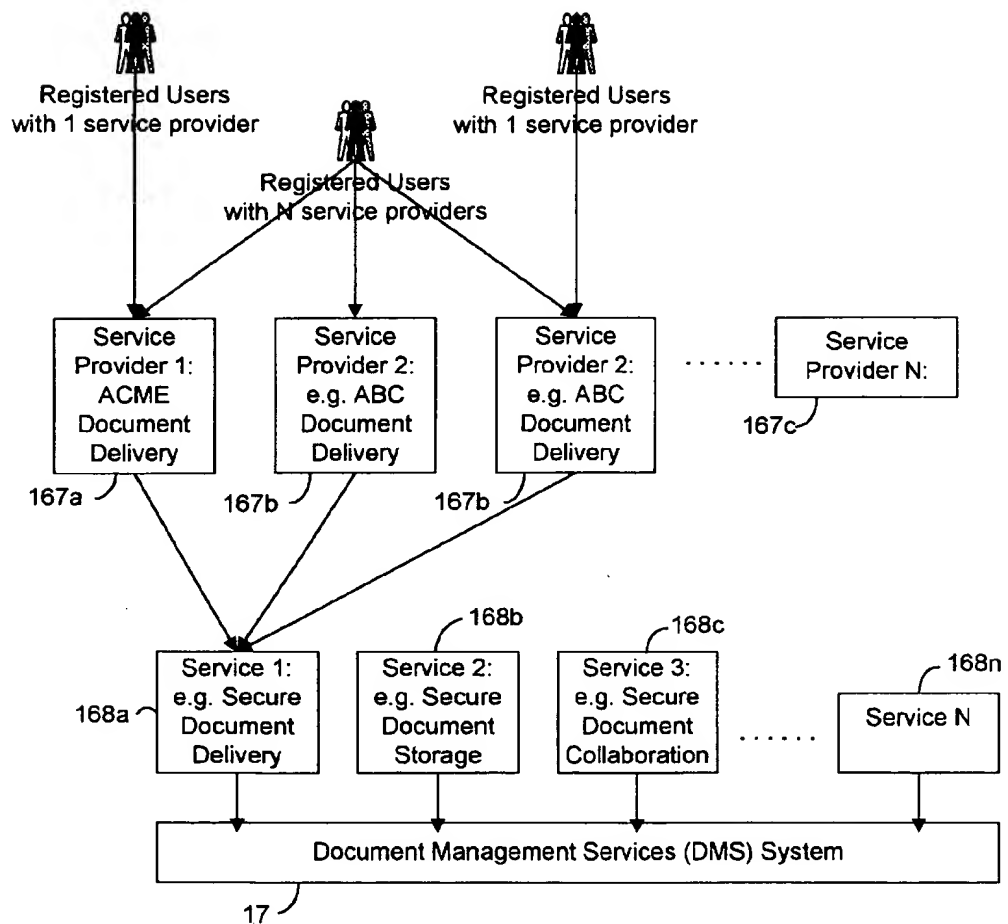 Registered Users
with 1 service provider
Registered Users
with 1 service provider
Registered Users
with N service providers
Service
Provider 1:
ACME
Document
Delivery
Service
Provider 2:
e.g. ABC
Document
Delivery
Service
Provider 2:
e.g. ABC
Document
Delivery
Service
Provider N:
167a
167b
167b
167c
Service 1:
e.g. Secure
Document
Delivery
Service 2:
e.g. Secure
Document
Storage
Service 3:
e.g. Secure
Document
Collaboration
Service N
168a
168b
168c
168n
Document Management Services (DMS) System
17